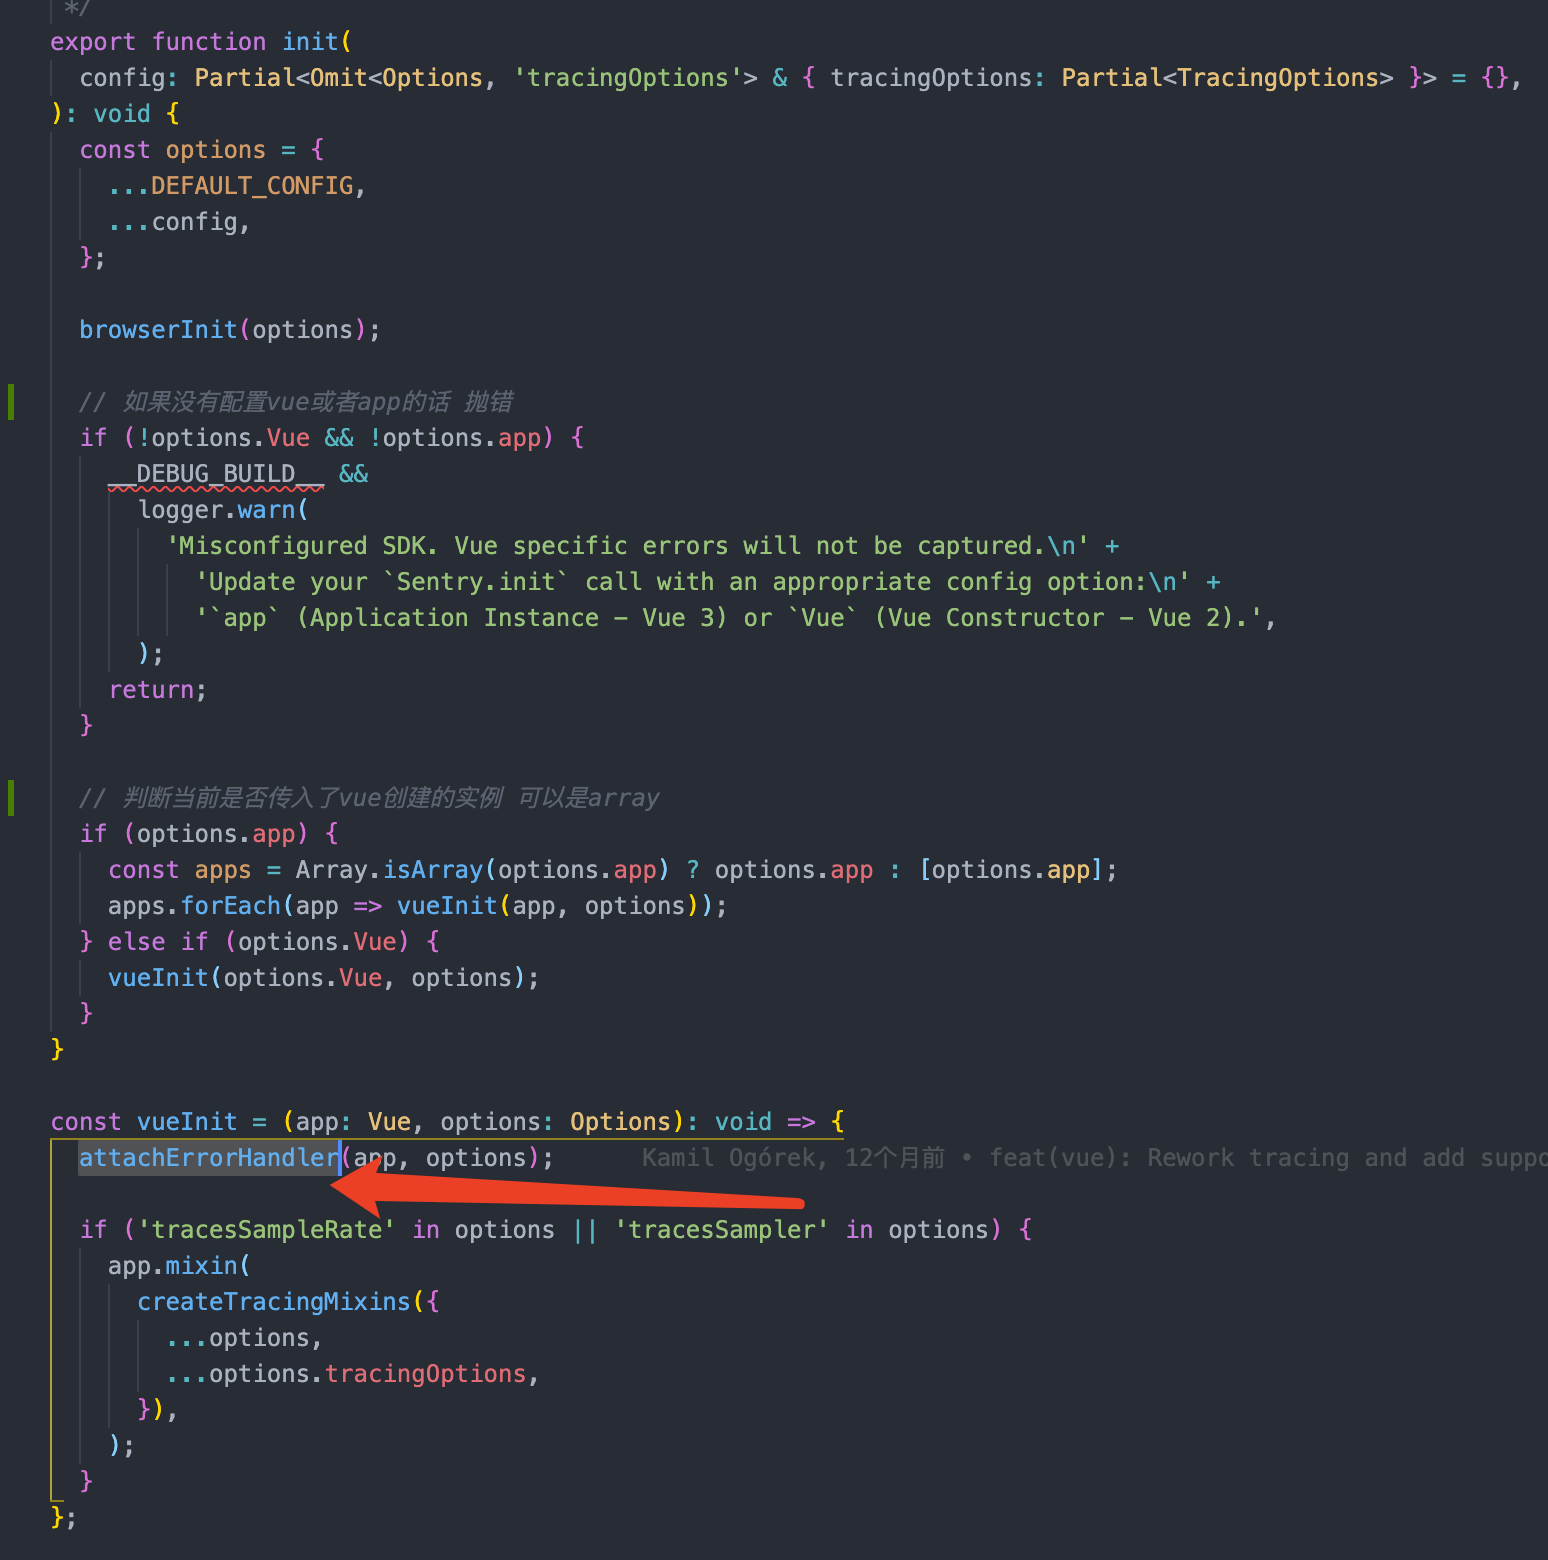 */
export function init(
config: Partial<Omit<Options, 'tracingOptions'> & { tracingOptions: Partial<TracingOptions> }> = {},
): void {
const options = {
...DEFAULT_CONFIG,
...config,
};
browserInit(options);
// 如果没有配置vue或者app的话 抛错
if (!options.Vue && !options.app) {
__DEBUG_BUILD__ &&
logger.warn(
'Misconfigured SDK. Vue specific errors will not be captured.\n' +
'Update your `Sentry.init` call with an appropriate config option:\n' +
'`app` (Application Instance - Vue 3) or `Vue` (Vue Constructor - Vue 2).',
);
return;
}
// 判断当前是否传入了vue创建的实例 可以是array
if (options.app) {
const apps = Array.isArray(options.app) ? options.app : [options.app];
apps.forEach(app => vueInit(app, options));
} else if (options.Vue) {
vueInit(options.Vue, options);
}
}
const vueInit = (app: Vue, options: Options): void => {
attachErrorHandler(app, options); Kamil Ogórek, 12个月前 • feat(vue): Rework tracing and add suppo
if ('tracesSampleRate' in options || 'tracesSampler' in options) {
app.mixin(
createTracingMixins({
...options,
...options.tracingOptions,
}),
);
}
};